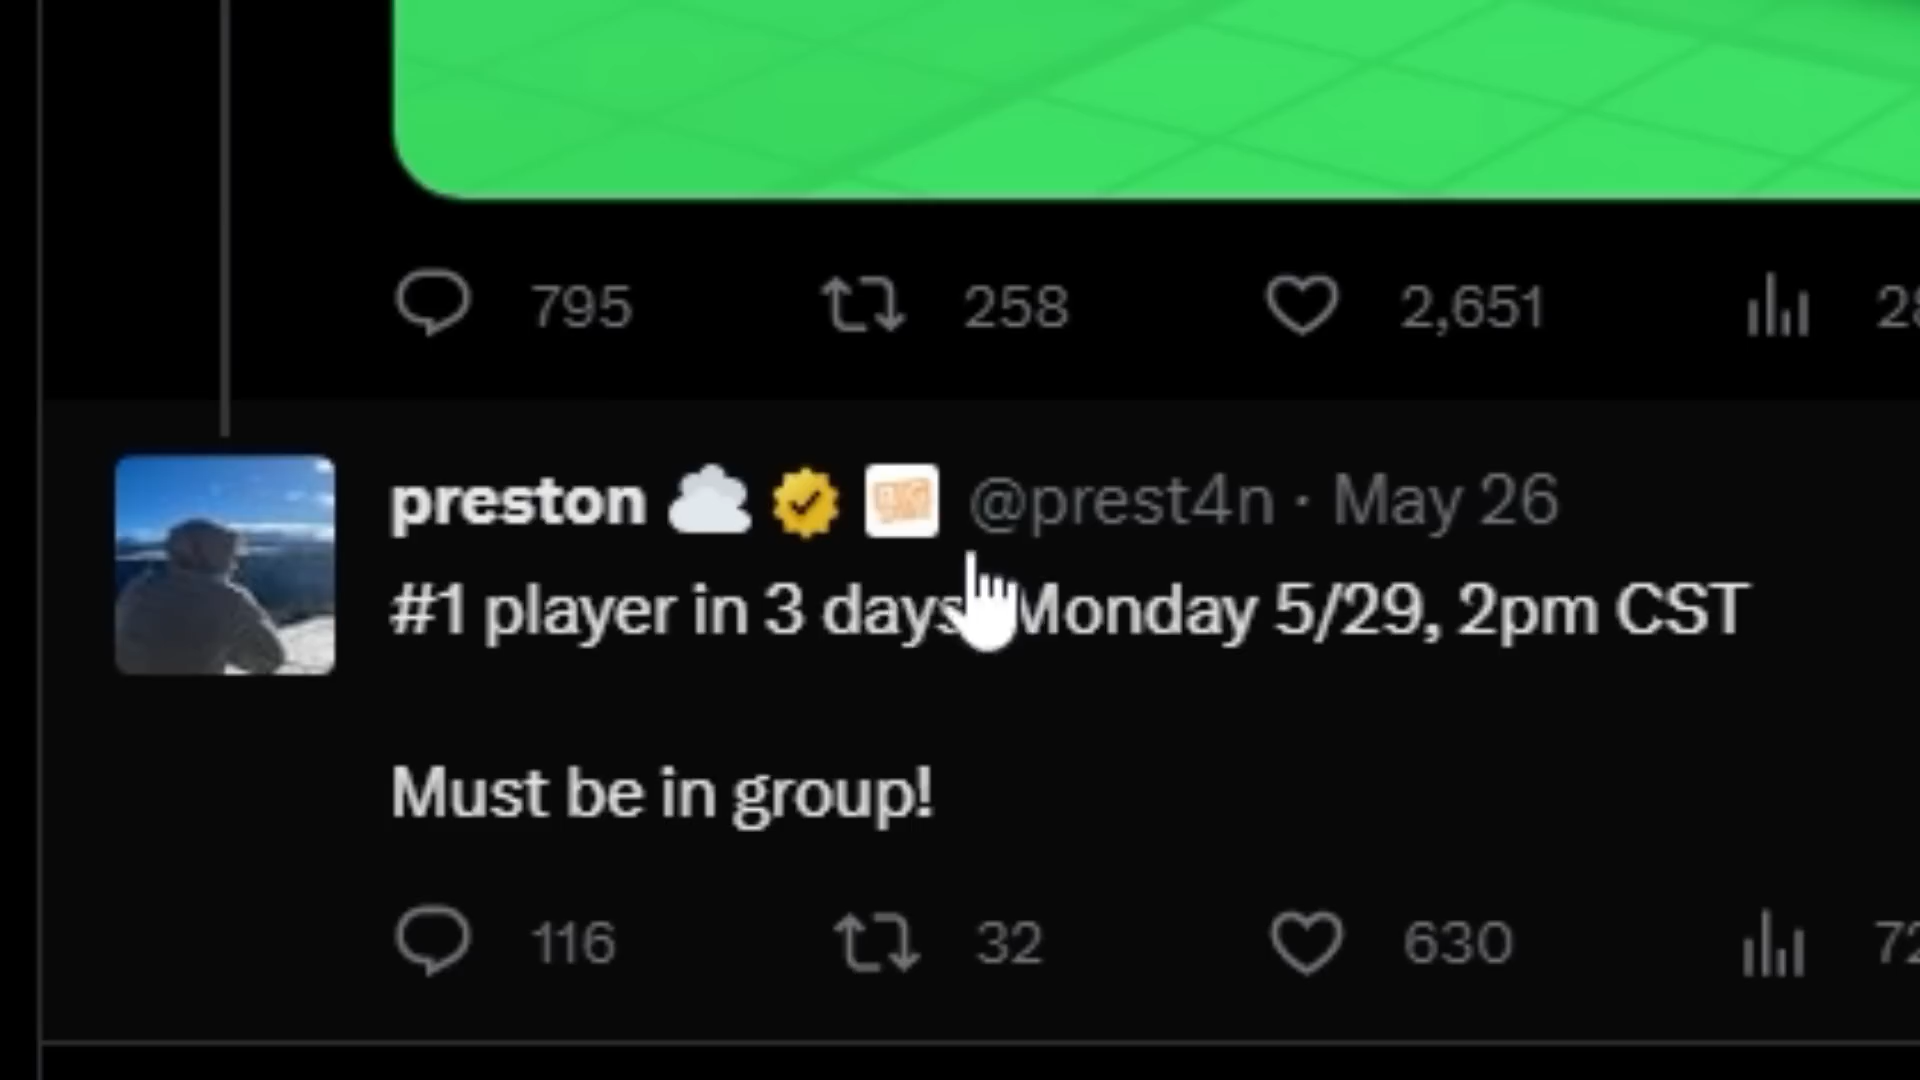 795 258 2,651
preston @prest4n · May 26
#1 player in 3 days Monday 5/29, 2pm CST
Must be in group!
116 32 630